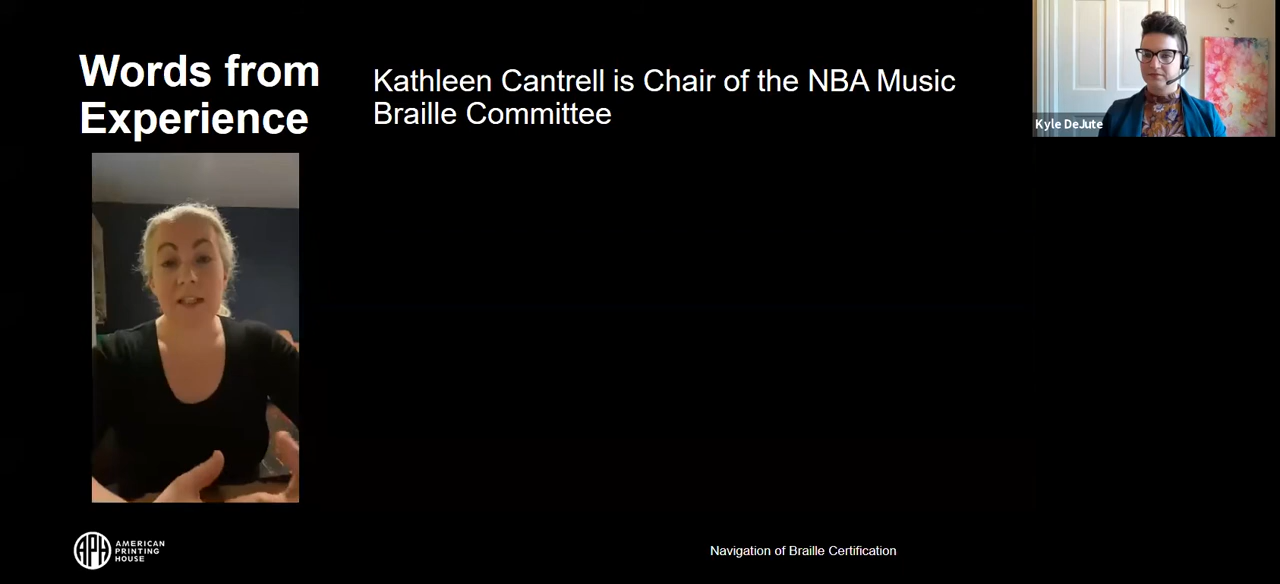 Words from
Experience
Kathleen Cantrell is Chair of the NBA Music
Braille Committee
Kyle DeJute
APH
AMERICAN
PRINTING
HOUSE
Navigation of Braille Certification